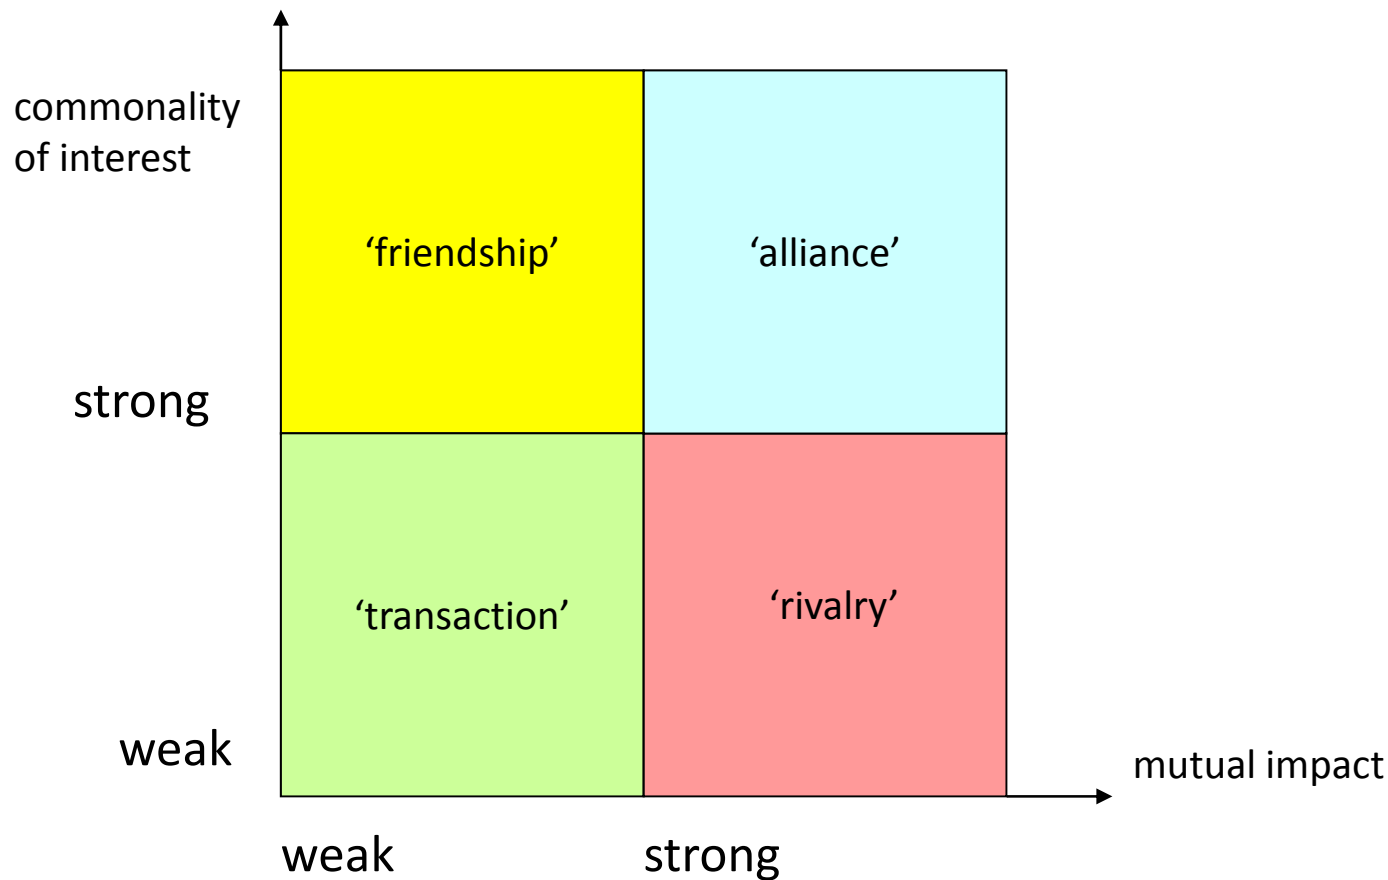 commonality
of interest
‘friendship’
‘alliance’
strong
‘transaction’
‘rivalry’
weak
mutual impact
weak
strong